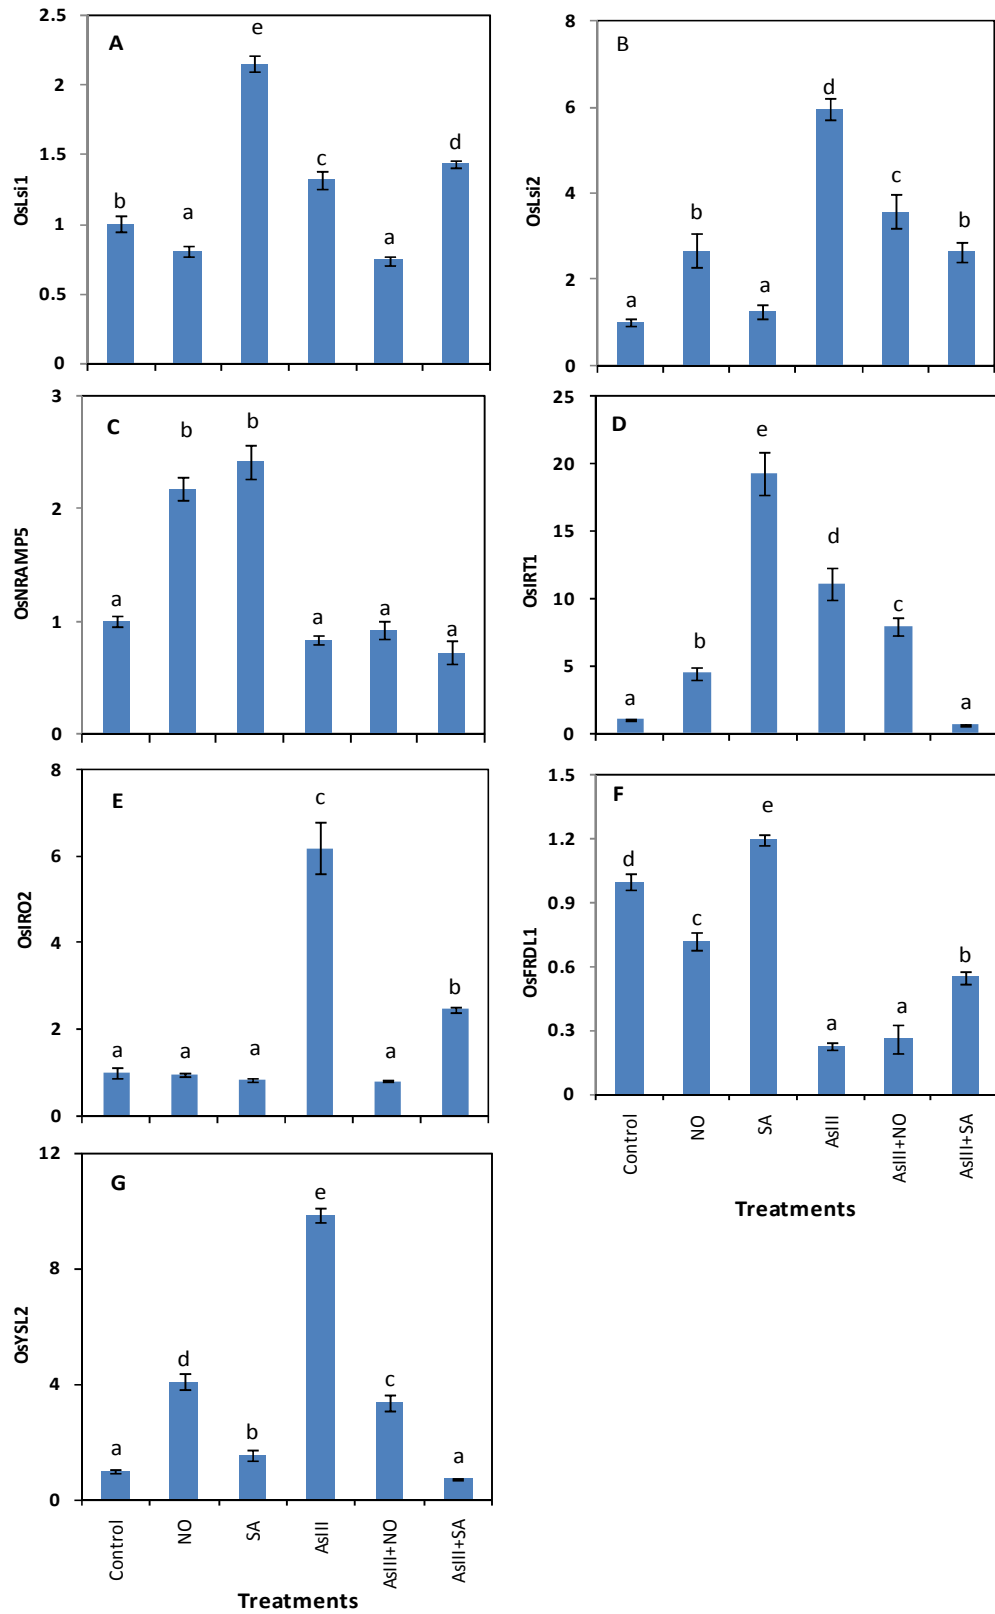 A
OsLsi1
2.5
2
1.5
1
0.5
0
b
a
e
c
a
d
B
OsLsi2
8
6
4
2
0
a
b
a
d
c
b
C
OsNRAMP5
3
2
1
0
a
b
b
a
a
a
D
OsIRT1
25
20
15
10
5
0
a
b
e
d
c
a
E
OsIRO2
8
6
4
2
0
a
a
a
c
a
b
F
OsFRDL1
1.5
1.2
0.9
0.6
0.3
0
d
c
e
a
a
b
Control
NO
SA
AsIII
AsIII+NO
AsIII+SA
Treatments
G
OsYSL2
12
8
4
0
a
d
b
e
c
a
Control
NO
SA
AsIII
AsIII+NO
AsIII+SA
Treatments